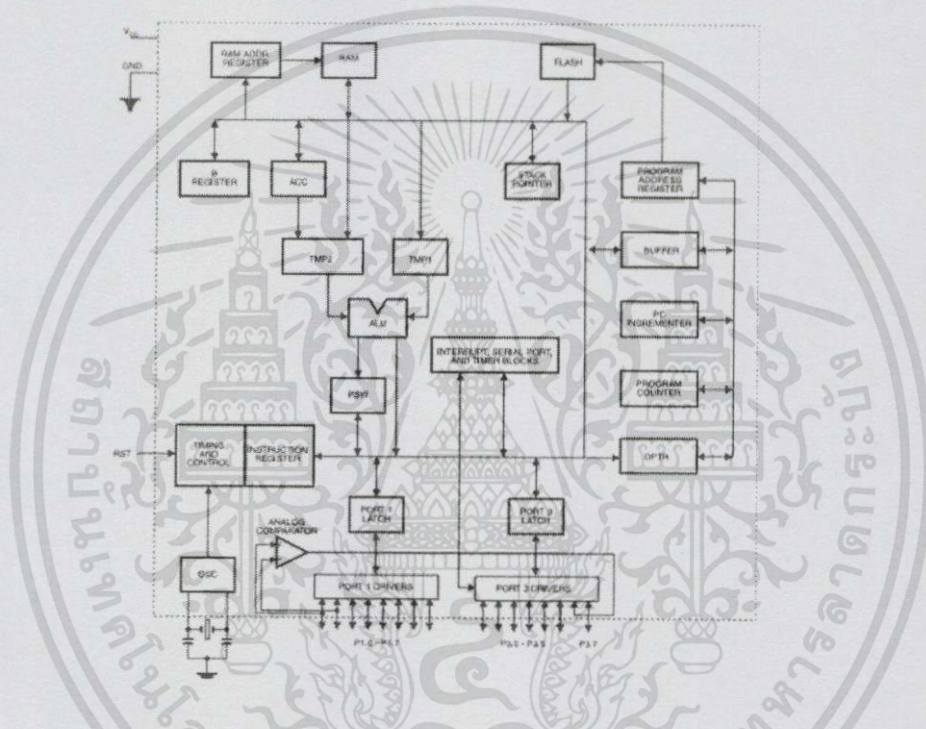 VCC
GND
RAM ADDR.
REGISTER
RAM
FLASH
B
REGISTER
ACC
STACK
POINTER
PROGRAM
ADDRESS
REGISTER
TMP2
TMP1
BUFFER
ALU
PC
INCREMENTER
INTERRUPT, SERIAL PORT,
AND TIMER BLOCKS
PSW
PROGRAM
COUNTER
RST
TIMING
AND
CONTROL
INSTRUCTION
REGISTER
DPTR
PORT 1
LATCH
PORT 3
LATCH
ANALOG
COMPARATOR
OSC
PORT 1 DRIVERS
PORT 3 DRIVERS
P1.0 - P1.7
P3.0 - P3.5
P3.7